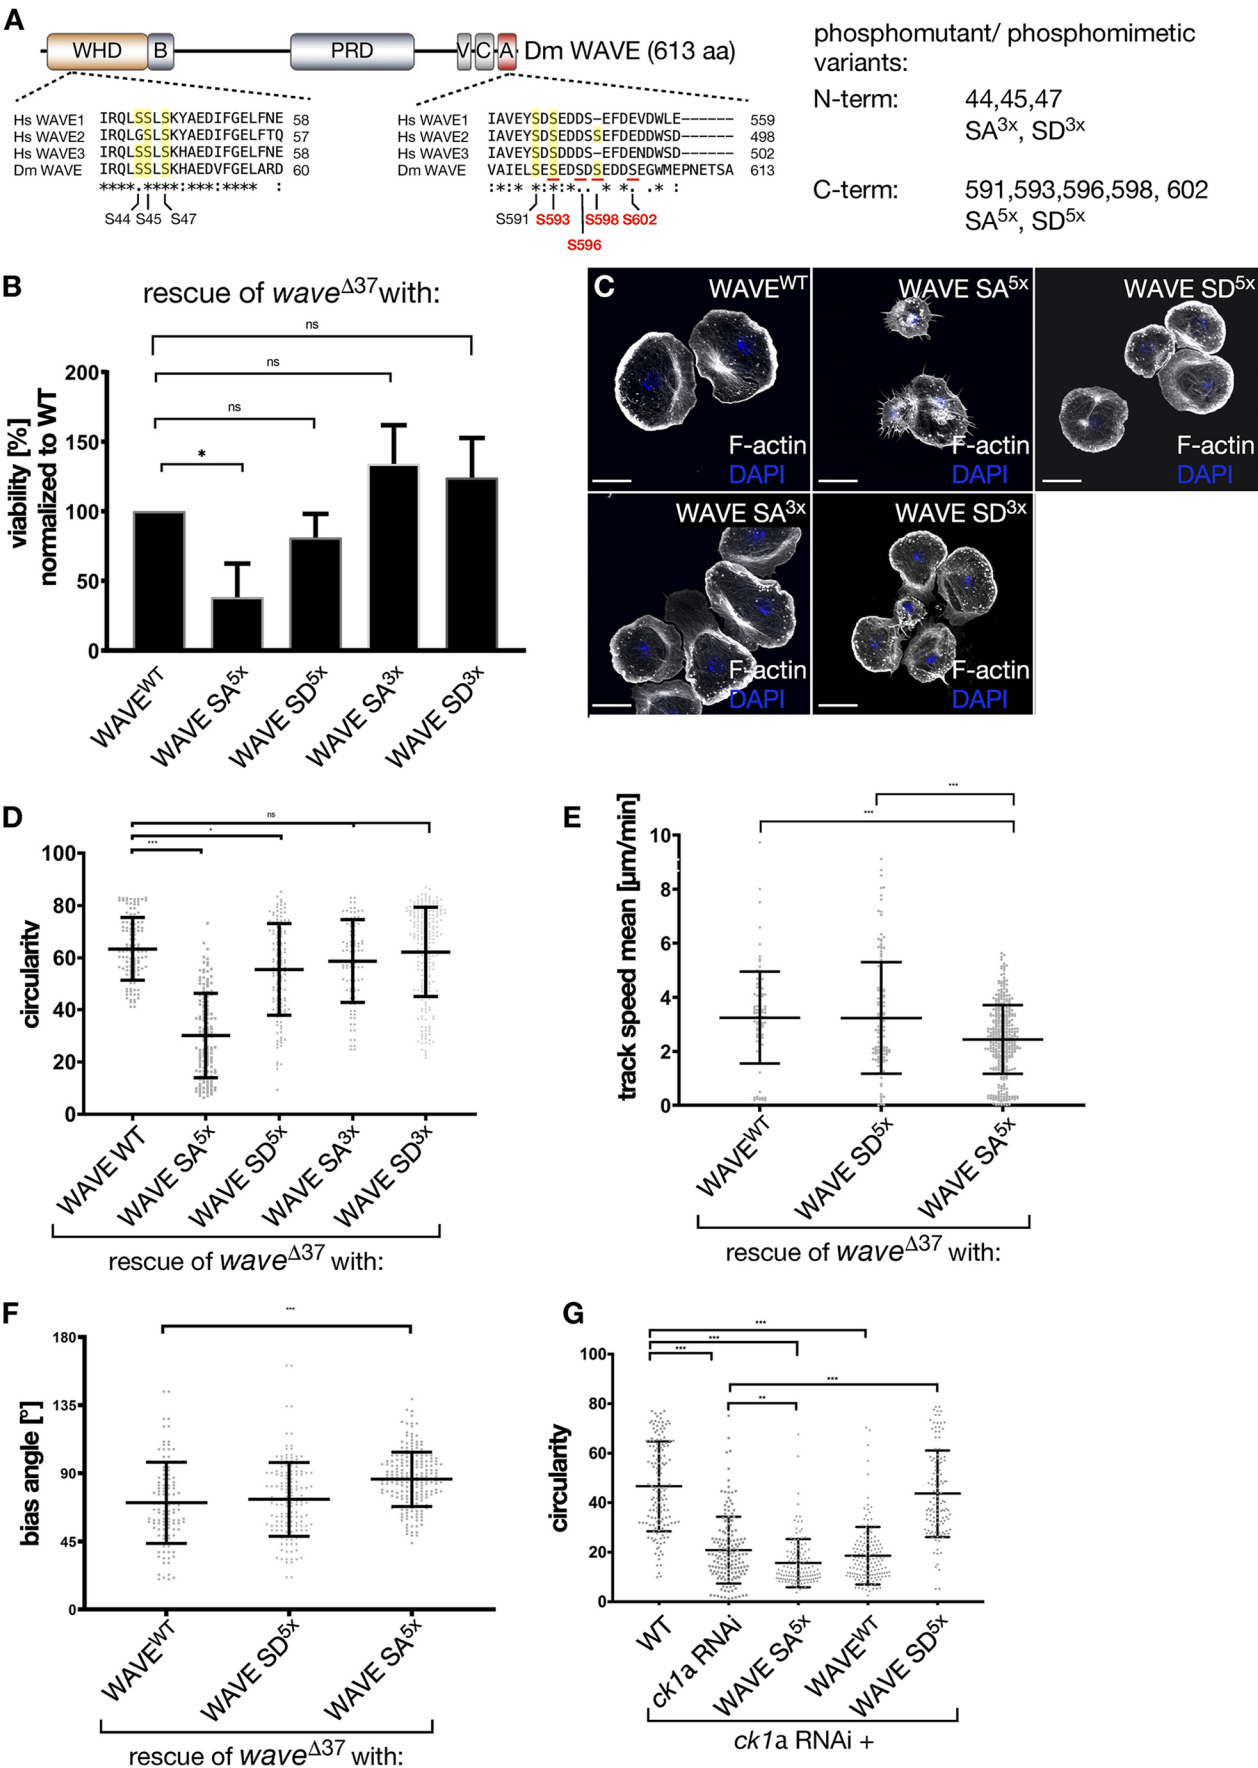 A
WHD B PRD V C A Dm WAVE (613 aa)
Hs WAVE1 IRQLSSLSKYAEDIFGELFNE 58
Hs WAVE2 IRQLGSLSKYAEDIFGELFTQ 57
Hs WAVE3 IRQLSSLSKHAEDIFGELFNE 58
Dm WAVE IRQLSSLSKHAEDVFGELARD 60
****.****:***:**** :
S44 S45 S47
Hs WAVE1 IAVEYSDSEDDS-EFDEVDWLE------ 559
Hs WAVE2 IAVEYSDSEDDSSEFDEDDWSD------ 498
Hs WAVE3 IAVEYSDSDDDS-EFDENDWSD------ 502
Dm WAVE VAIELSESEDSDSEDDSEGWMEPNETSA 613
:*:* *:**:*.. * *. .* :
S591 S593 S598 S602
S596
phosphomutant/ phosphomimetic
variants:
N-term: 44,45,47
SA3x, SD3x
C-term: 591,593,596,598, 602
SA5x, SD5x
B
rescue of waveΔ37with:
ns
ns
ns
*
viability [%]
normalized to WT
200
150
100
50
0
WAVEWT
WAVE SA5x
WAVE SD5x
WAVE SA3x
WAVE SD3x
C
WAVEWT
F-actin
DAPI
WAVE SA5x
F-actin
DAPI
WAVE SD5x
F-actin
DAPI
WAVE SA3x
F-actin
DAPI
WAVE SD3x
F-actin
DAPI
D
ns
*
***
circularity
100
80
60
40
20
0
WAVE WT
WAVE SA5x
WAVE SD5x
WAVE SA3x
WAVE SD3x
rescue of waveΔ37 with:
E
***
***
track speed mean [µm/min]
10
8
6
4
2
0
WAVEWT
WAVE SD5x
WAVE SA5x
rescue of waveΔ37 with:
F
***
bias angle [°]
180
135
90
45
0
WAVEWT
WAVE SD5x
WAVE SA5x
rescue of waveΔ37 with:
G
***
***
***
***
**
circularity
100
80
60
40
20
0
WT
ck1a RNAi
WAVE SA5x
WAVEWT
WAVE SD5x
ck1a RNAi +